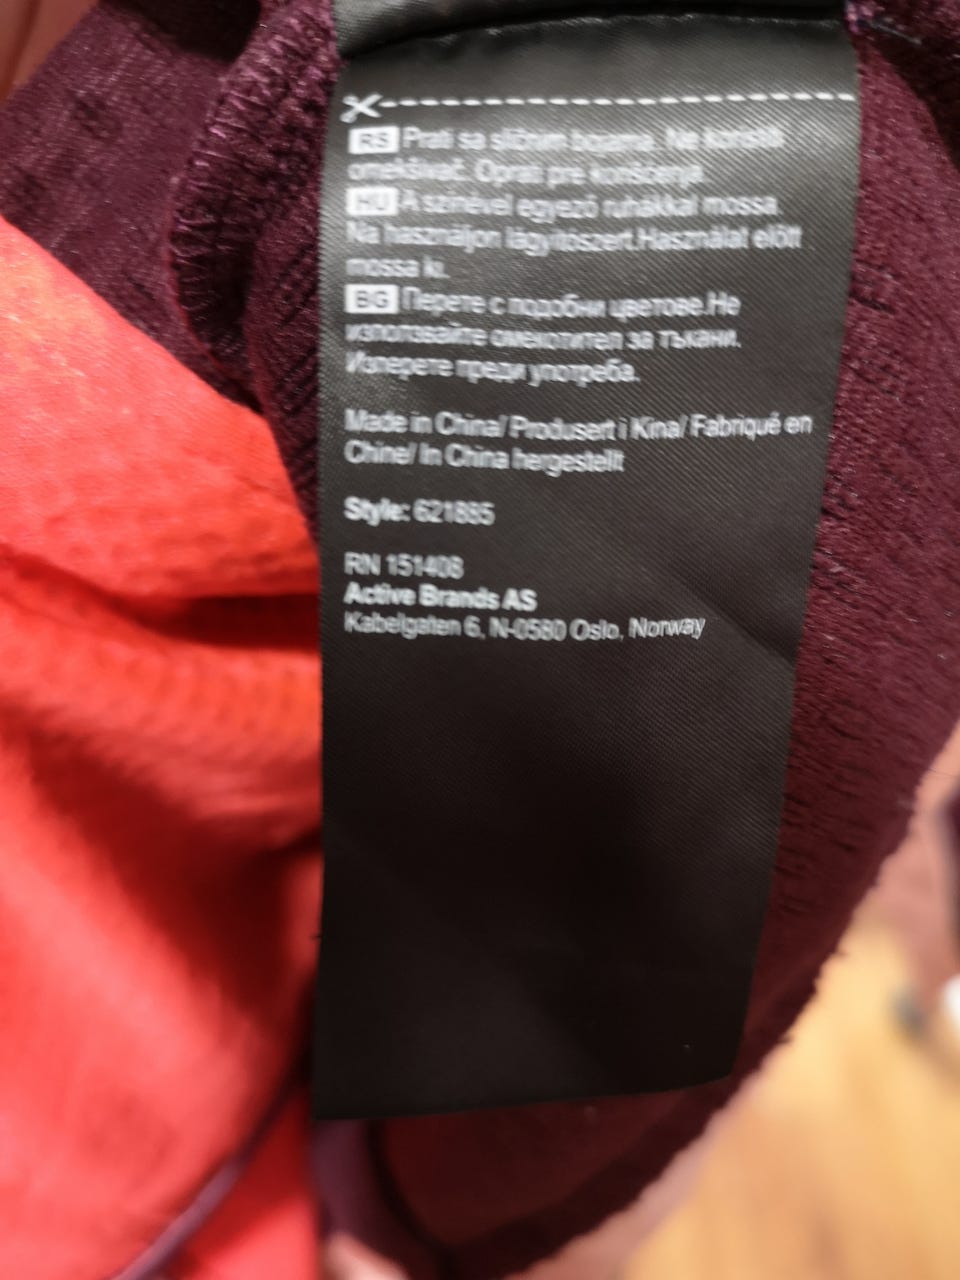 RS Prati sa sličnim bojama. Ne koristiti
omekšivač. Oprati pre korišćenja.
HU A színével egyező ruhákkal mossa.
Na használjon lágyítószert.Használat előtt
mossa ki.
BG Перете с подобни цветове.Не
използвайте омекотител за тъкани.
Изперете преди употреба.
Made in China/ Produsert i Kina/ Fabriqué en
Chine/ In China hergestellt
Style: 621885
RN 151408
Active Brands AS
Kabelgaten 6, N-0580 Oslo, Norway